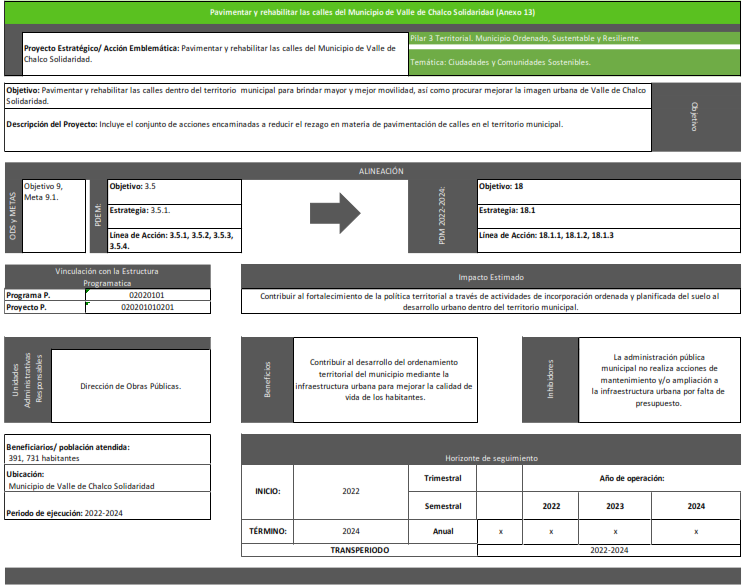 Pavimentar y rehabilitar las calles del Municipio de Valle de Chalco Solidaridad (Anexo 13)
Proyecto Estratégico/ Acción Emblemática: Pavimentar y rehabilitar las calles del Municipio de Valle de
Chalco Solidaridad.
Pilar 3 Territorial. Municipio Ordenado, Sustentable y Resiliente.
Temática: Ciudadades y Comunidades Sostenibles.
Objetivo: Pavimentar y rehabilitar las calles dentro del territorio municipal para brindar mayor y mejor movilidad, así como procurar mejorar la imagen urbana de Valle de Chalco
Solidaridad.
Descripción del Proyecto: Incluye el conjunto de acciones encaminadas a reducir el rezago en materia de pavimentación de calles en el territorio municipal.
Objetivo
ALINEACIÓN
ODS y METAS
Objetivo 9,
Meta 9.1.
PDEM:
Objetivo: 3.5
Estrategia: 3.5.1.
Línea de Acción: 3.5.1, 3.5.2, 3.5.3,
3.5.4.
PDM 2022-2024:
Objetivo: 18
Estrategia: 18.1
Línea de Acción: 18.1.1, 18.1.2, 18.1.3
Vinculación con la Estructura
Programatica
Programa P. 02020101
Proyecto P. 020201010201
Impacto Estimado
Contribuir al fortalecimiento de la política territorial a través de actividades de incorporación ordenada y planificada del suelo al
desarrollo urbano dentro del territorio municipal.
Unidades
Administrativas
Responsables
Dirección de Obras Públicas.
Beneficios
Contribuir al desarrollo del ordenamiento
territorial del municipio mediante la
infraestructura urbana para mejorar la calidad de
vida de los habitantes.
Inhibidores
La administración pública
municipal no realiza acciones de
mantenimiento y/o ampliación a
la infraestructura urbana por falta de
presupuesto.
Beneficiarios/ población atendida:
391, 731 habitantes
Ubicación:
Municipio de Valle de Chalco Solidaridad
Periodo de ejecución: 2022-2024
Horizonte de seguimiento
INICIO: 2022
Trimestral
Año de operación:
Semestral 2022 2023 2024
TÉRMINO: 2024 Anual x x x x
TRANSPERIODO 2022-2024